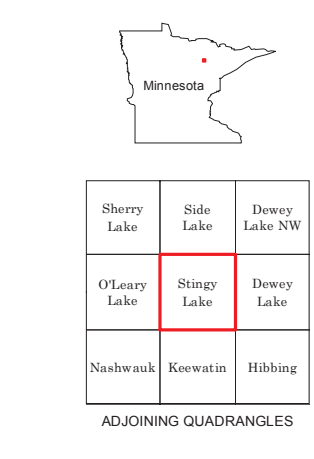 Minnesota
Sherry Lake
Side Lake
Dewey Lake NW
O'Leary Lake
Stingy Lake
Dewey Lake
Nashwauk
Keewatin
Hibbing
ADJOINING QUADRANGLES